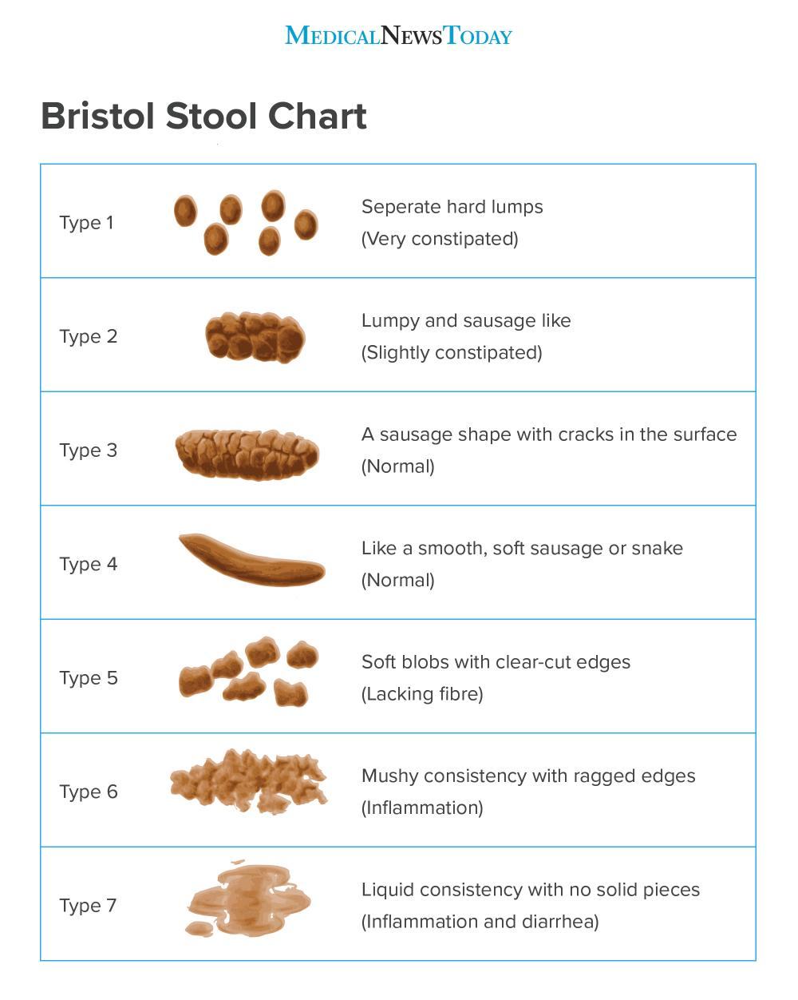 MEDICALNEWSTODAY
Bristol Stool Chart
Type 1
Seperate hard lumps
(Very constipated)
Type 2
Lumpy and sausage like
(Slightly constipated)
Type 3
A sausage shape with cracks in the surface
(Normal)
Type 4
Like a smooth, soft sausage or snake
(Normal)
Type 5
Soft blobs with clear-cut edges
(Lacking fibre)
Type 6
Mushy consistency with ragged edges
(Inflammation)
Type 7
Liquid consistency with no solid pieces
(Inflammation and diarrhea)